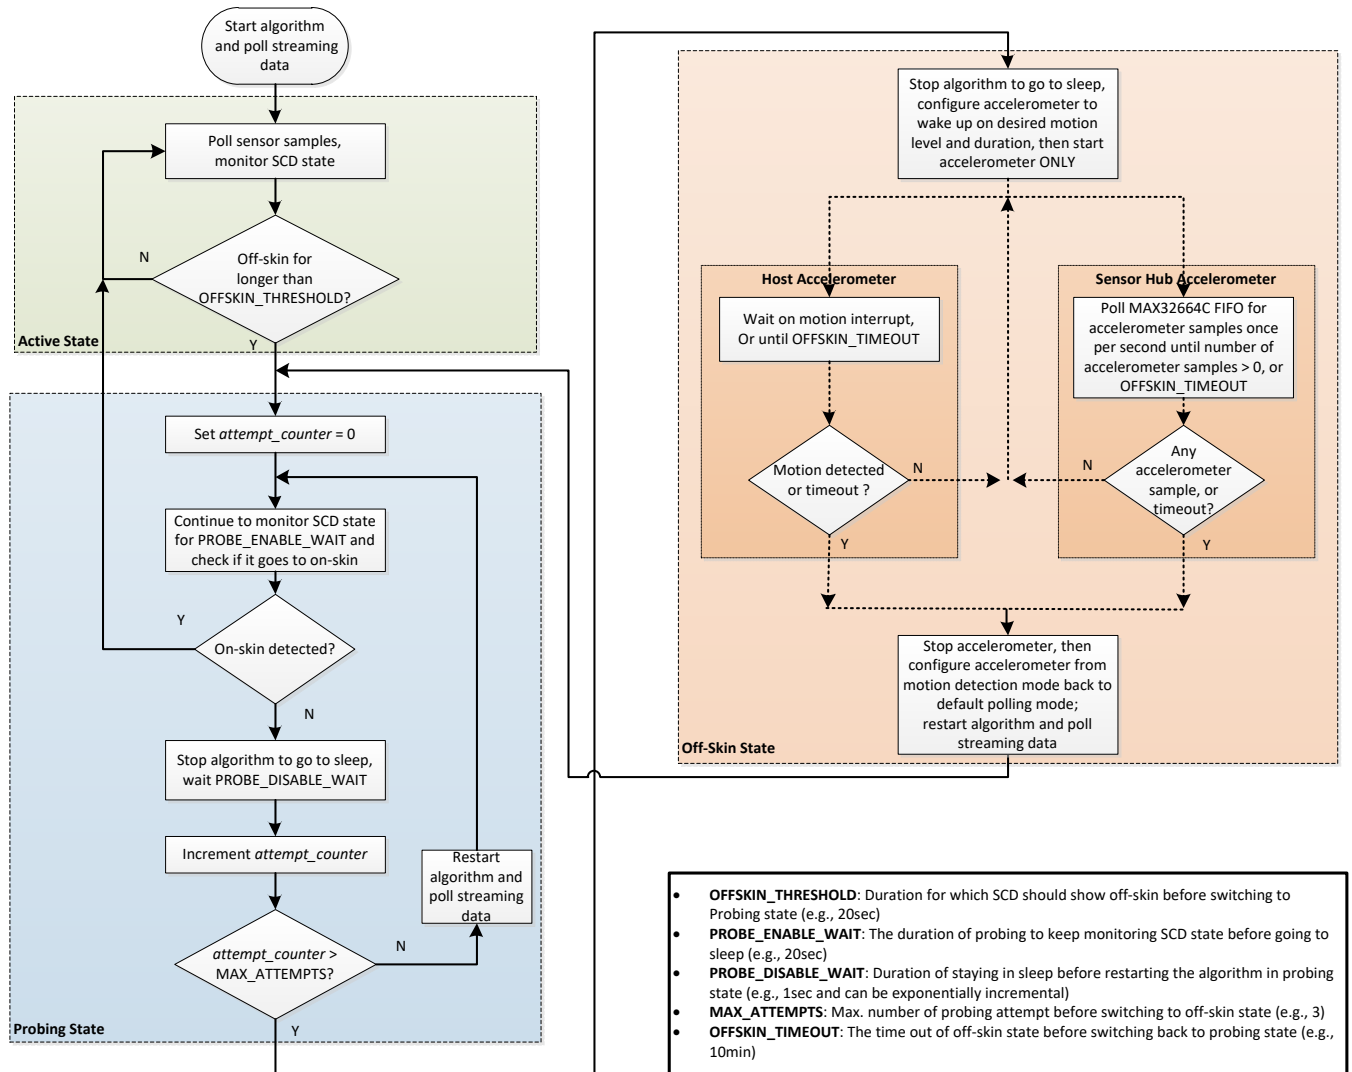 Start algorithm
and poll streaming
data
Poll sensor samples,
monitor SCD state
N
Off-skin for
longer than
OFFSKIN_THRESHOLD?
Active State
Y
Set attempt_counter = 0
Continue to monitor SCD state
for PROBE_ENABLE_WAIT and
check if it goes to on-skin
Y
On-skin detected?
N
Stop algorithm to go to sleep,
wait PROBE_DISABLE_WAIT
Increment attempt_counter
Restart
algorithm and
poll streaming
data
attempt_counter >
MAX_ATTEMPTS?
N
Y
Probing State
Stop algorithm to go to sleep,
configure accelerometer to
wake up on desired motion
level and duration, then start
accelerometer ONLY
Host Accelerometer
Wait on motion interrupt,
Or until OFFSKIN_TIMEOUT
Motion detected
or timeout ?
N
Y
Sensor Hub Accelerometer
Poll MAX32664C FIFO for
accelerometer samples once
per second until number of
accelerometer samples > 0, or
OFFSKIN_TIMEOUT
Any
accelerometer
sample, or
timeout?
N
Y
Stop accelerometer, then
configure accelerometer from
motion detection mode back to
default polling mode;
restart algorithm and poll
streaming data
Off-Skin State
• OFFSKIN_THRESHOLD: Duration for which SCD should show off-skin before switching to
Probing state (e.g., 20sec)
• PROBE_ENABLE_WAIT: The duration of probing to keep monitoring SCD state before going to
sleep (e.g., 20sec)
• PROBE_DISABLE_WAIT: Duration of staying in sleep before restarting the algorithm in probing
state (e.g., 1sec and can be exponentially incremental)
• MAX_ATTEMPTS: Max. number of probing attempt before switching to off-skin state (e.g., 3)
• OFFSKIN_TIMEOUT: The time out of off-skin state before switching back to probing state (e.g.,
10min)